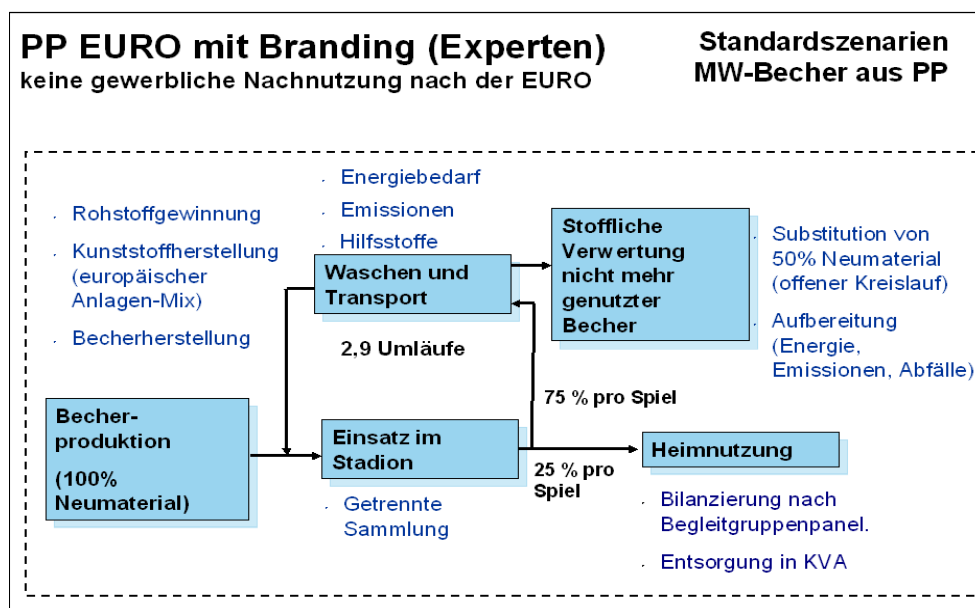 PP EURO mit Branding (Experten)
keine gewerbliche Nachnutzung nach der EURO
Standardszenarien
MW-Becher aus PP
· Rohstoffgewinnung
· Kunststoffherstellung
(europäischer
Anlagen-Mix)
· Becherherstellung
· Energiebedarf
· Emissionen
· Hilfsstoffe
Waschen und
Transport
2,9 Umläufe
Stoffliche
Verwertung
nicht mehr
genutzter
Becher
· Substitution von
50% Neumaterial
(offener Kreislauf)
· Aufbereitung
(Energie,
Emissionen, Abfälle)
75 % pro Spiel
Becher-
produktion
(100%
Neumaterial)
Einsatz im
Stadion
25 % pro
Spiel
Heimnutzung
· Getrennte
Sammlung
· Bilanzierung nach
Begleitgruppenpanel.
· Entsorgung in KVA